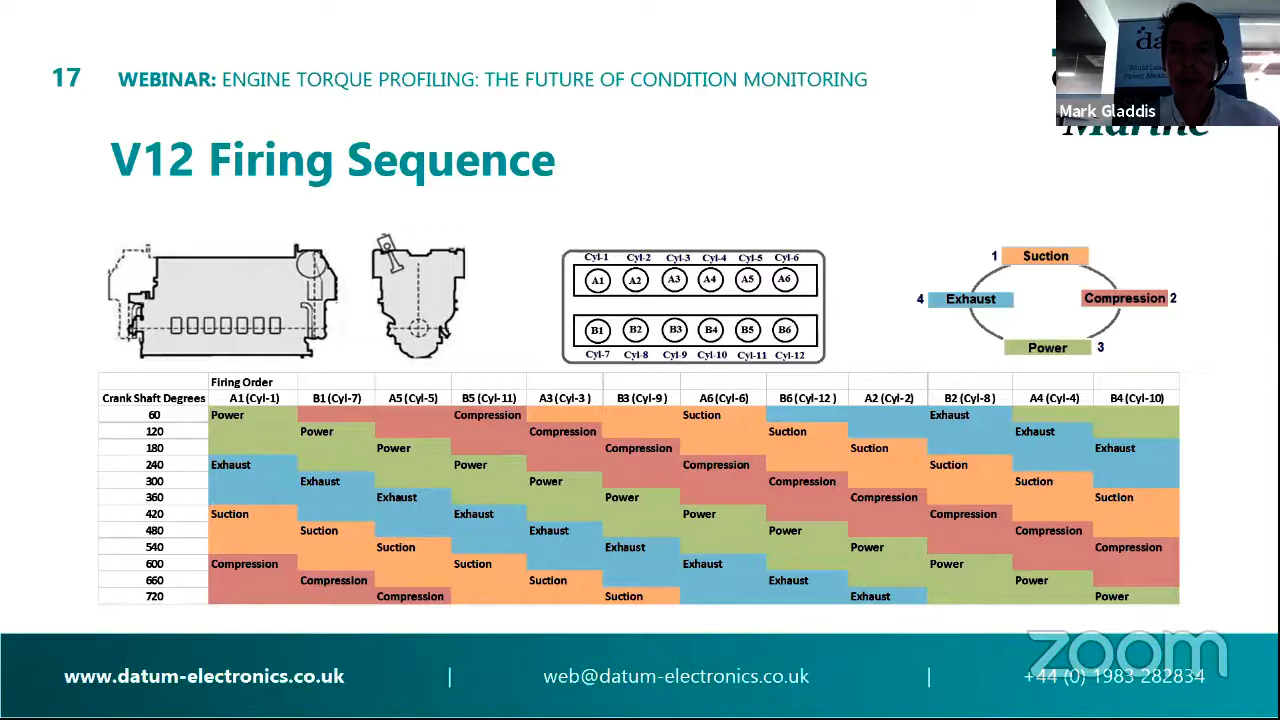 17 WEBINAR: ENGINE TORQUE PROFILING: THE FUTURE OF CONDITION MONITORING
Mark Gladdis
Marine
V12 Firing Sequence
Cyl-1 Cyl-2 Cyl-3 Cyl-4 Cyl-5 Cyl-6
A1 A2 A3 A4 A5 A6
B1 B2 B3 B4 B5 B6
Cyl-7 Cyl-8 Cyl-9 Cyl-10 Cyl-11 Cyl-12
1 Suction
4 Exhaust Compression 2
Power 3
Firing Order
Crank Shaft Degrees A1 (Cyl-1) B1 (Cyl-7) A5 (Cyl-5) B5 (Cyl-11) A3 (Cyl-3 ) B3 (Cyl-9 ) A6 (Cyl-6) B6 (Cyl-12 ) A2 (Cyl-2) B2 (Cyl-8 ) A4 (Cyl-4) B4 (Cyl-10)
60 Power Compression Suction Exhaust
120 Power Compression Suction Exhaust
180 Power Compression Suction Exhaust
240 Exhaust Power Compression Suction
300 Exhaust Power Compression Suction
360 Exhaust Power Compression Suction
420 Suction Exhaust Power Compression
480 Suction Exhaust Power Compression
540 Suction Exhaust Power Compression
600 Compression Suction Exhaust Power
660 Compression Suction Exhaust Power
720 Compression Suction Exhaust Power
zoom
www.datum-electronics.co.uk | web@datum-electronics.co.uk | +44 (0) 1983 282834